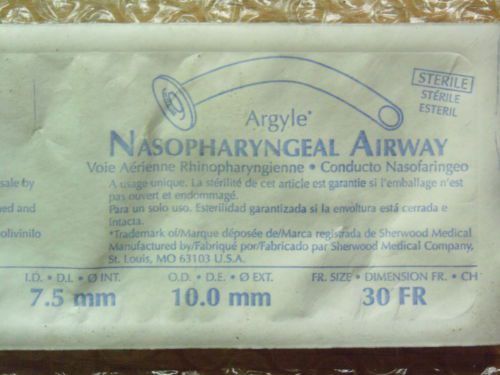 STERILE
STÉRILE
ESTERIL
Argyle*
NASOPHARYNGEAL AIRWAY
Voie Aérienne Rhinopharyngienne • Conducto Nasofaringeo
sale by
A usage unique. La stérilité de cet article est garantie si l'emballage n'est
pas ouvert et endommagé.
ned and
Para un solo uso. Esterilidad garantizada si la envoltura está cerrada e
intacta.
olivinilo
*Trademark of/Marque déposée de/Marca registrada de Sherwood Medical
Manufactured by/Fabriqué por/Fabricado par Sherwood Medical Company,
St. Louis, MO 63103 U.S.A.
I.D. • D.I. • Ø INT. O.D. • D.E. • Ø EXT. FR. SIZE • DIMENSION FR. • CH
7.5 mm 10.0 mm 30 FR